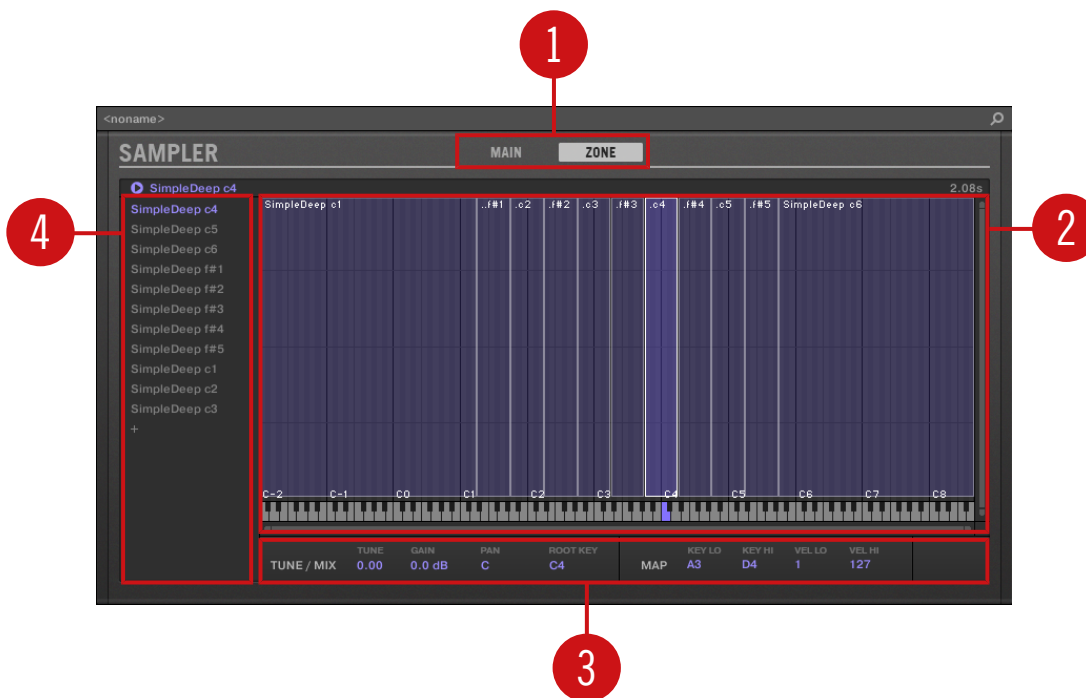 1
<noname>
SAMPLER MAIN ZONE
SimpleDeep c4 2.08s
4
2
SimpleDeep c4
SimpleDeep c5
SimpleDeep c6
SimpleDeep f#1
SimpleDeep f#2
SimpleDeep f#3
SimpleDeep f#4
SimpleDeep f#5
SimpleDeep c1
SimpleDeep c2
SimpleDeep c3
+
SimpleDeep c1 ..f#1 .c2 .f#2 .c3 .f#3 .c4 .f#4 .c5 .f#5 SimpleDeep c6
C-2 C-1 C0 C1 C2 C3 C4 C5 C6 C7 C8
TUNE GAIN PAN ROOT KEY KEY LO KEY HI VEL LO VEL HI
TUNE / MIX 0.00 0.0 dB C C4 MAP A3 D4 1 127
3